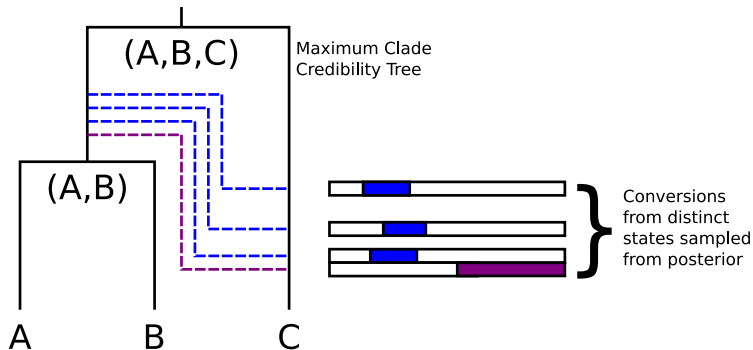 (A,B,C)
Maximum Clade
Credibility Tree
(A,B)
Conversions
from distinct
states sampled
from posterior
A B C